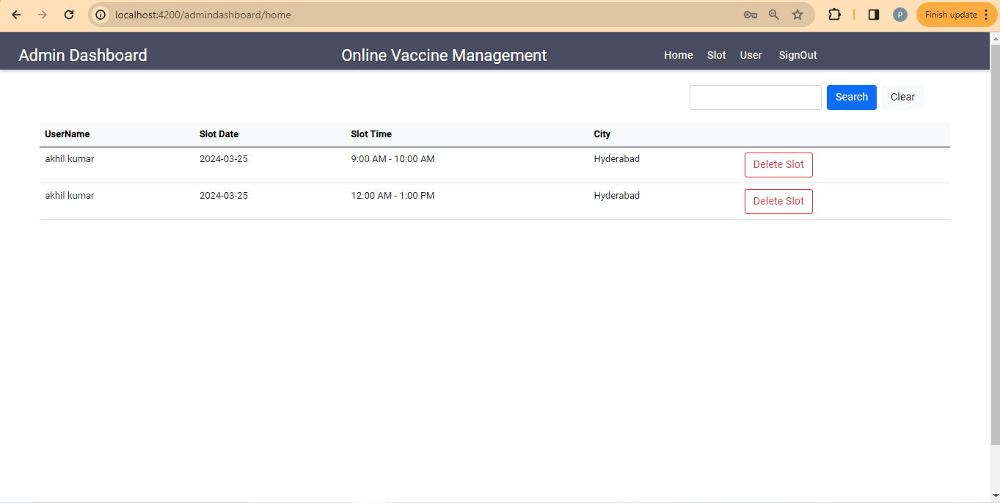 localhost:4200/admindashboard/home
P
Finish update
Admin Dashboard Online Vaccine Management Home Slot User SignOut
Search Clear
UserName Slot Date Slot Time City
akhil kumar 2024-03-25 9:00 AM - 10:00 AM Hyderabad Delete Slot
akhil kumar 2024-03-25 12:00 AM - 1:00 PM Hyderabad Delete Slot